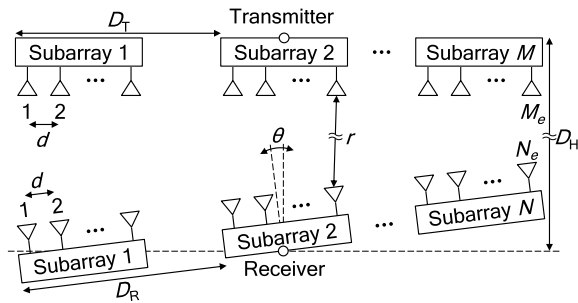 D_T
Transmitter
Subarray 1
Subarray 2
...
Subarray M
...
...
...
1
2
d
M_e
θ
r
D_H
N_e
d
1
2
...
...
...
Subarray 1
Subarray 2
...
Subarray N
Receiver
D_R